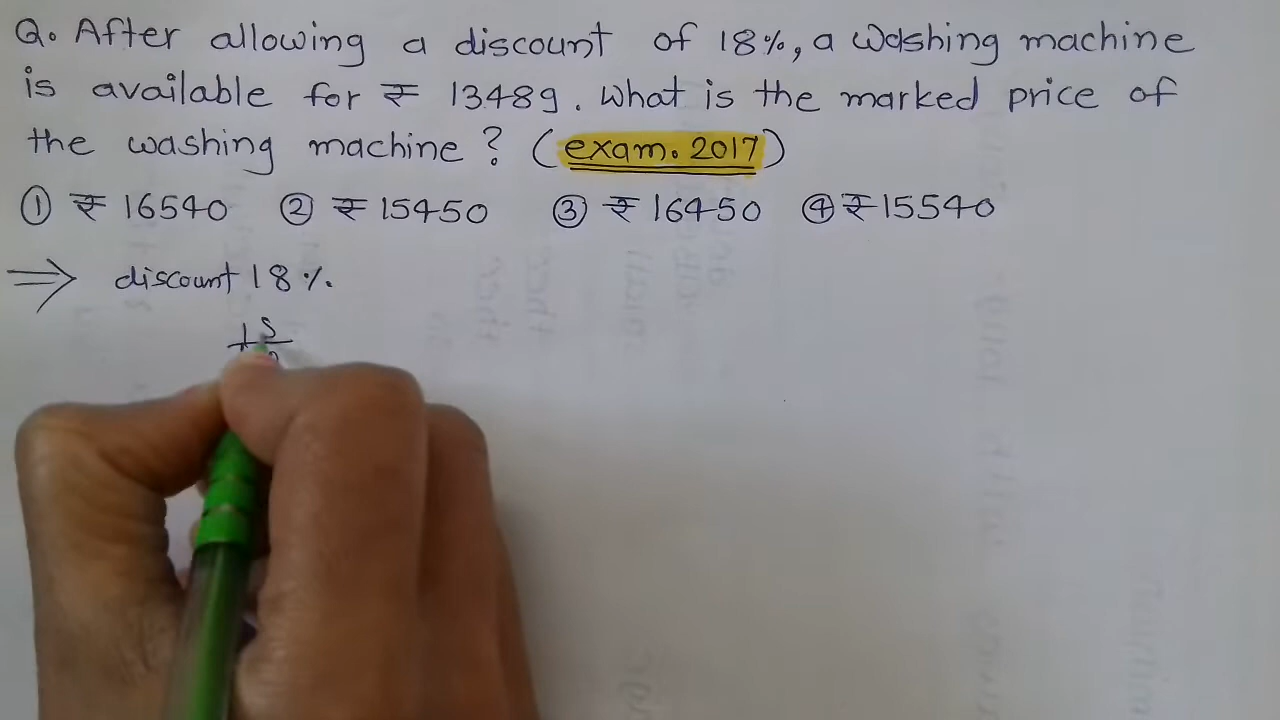 Q. After allowing a discount of 18%, a washing machine
is available for ₹ 13489. What is the marked price of
the washing machine? (exam. 2017)
① ₹ 16540 ② ₹ 15450 ③ ₹ 16450 ④ ₹ 15540
⇒ discount 18%